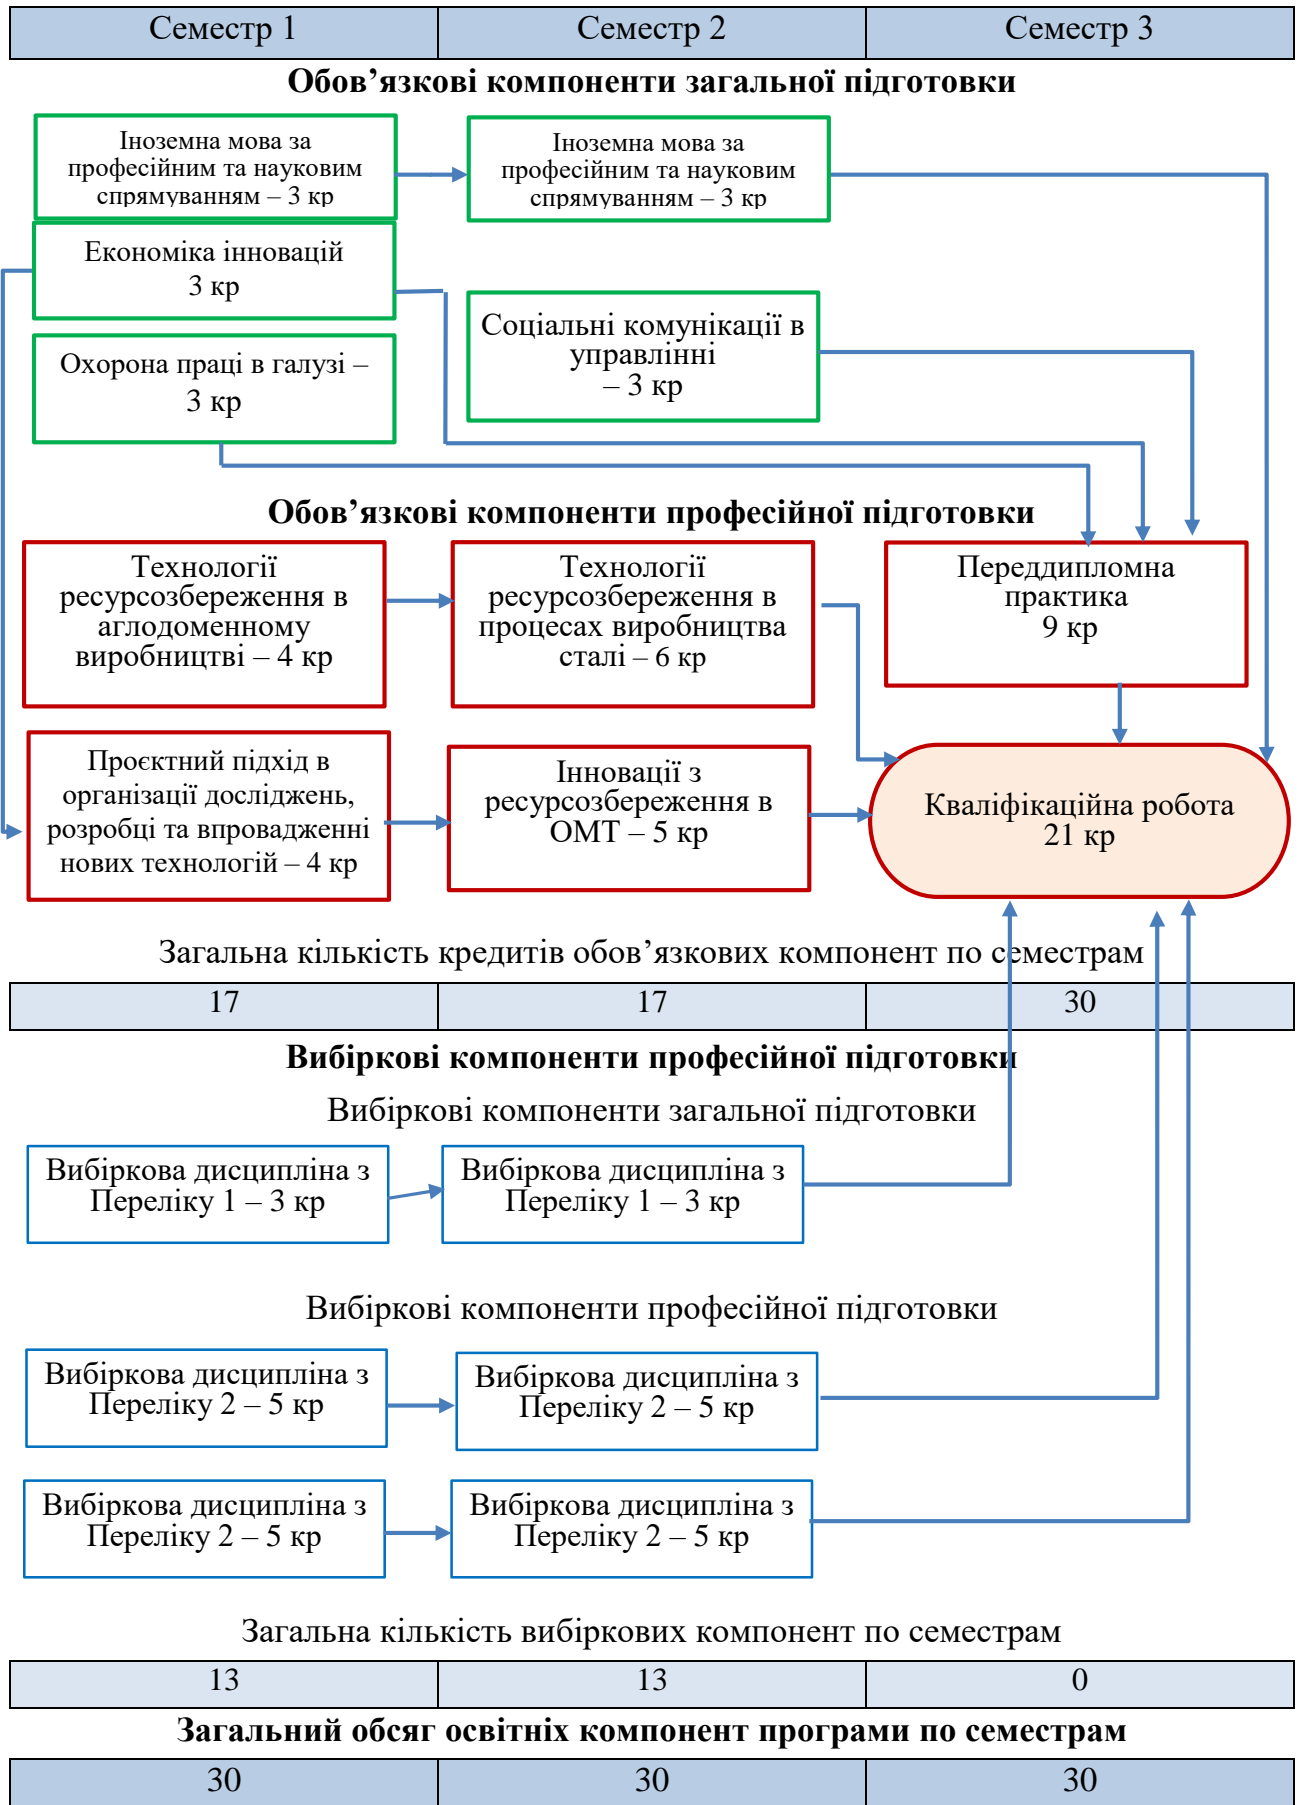 Семестр 1 Семестр 2 Семестр 3
Обов’язкові компоненти загальної підготовки
Іноземна мова за
професійним та науковим
спрямуванням – 3 кр
Іноземна мова за
професійним та науковим
спрямуванням – 3 кр
Економіка інновацій
3 кр
Соціальні комунікації в
управлінні
– 3 кр
Охорона праці в галузі –
3 кр
Обов’язкові компоненти професійної підготовки
Технології
ресурсозбереження в
аглодоменному
виробництві – 4 кр
Технології
ресурсозбереження в
процесах виробництва
сталі – 6 кр
Переддипломна
практика
9 кр
Проєктний підхід в
організації досліджень,
розробці та впровадженні
нових технологій – 4 кр
Інновації з
ресурсозбереження в
ОМТ – 5 кр
Кваліфікаційна робота
21 кр
Загальна кількість кредитів обов’язкових компонент по семестрам
17 17 30
Вибіркові компоненти професійної підготовки
Вибіркові компоненти загальної підготовки
Вибіркова дисципліна з
Переліку 1 – 3 кр
Вибіркова дисципліна з
Переліку 1 – 3 кр
Вибіркові компоненти професійної підготовки
Вибіркова дисципліна з
Переліку 2 – 5 кр
Вибіркова дисципліна з
Переліку 2 – 5 кр
Вибіркова дисципліна з
Переліку 2 – 5 кр
Вибіркова дисципліна з
Переліку 2 – 5 кр
Загальна кількість вибіркових компонент по семестрам
13 13 0
Загальний обсяг освітніх компонент програми по семестрам
30 30 30